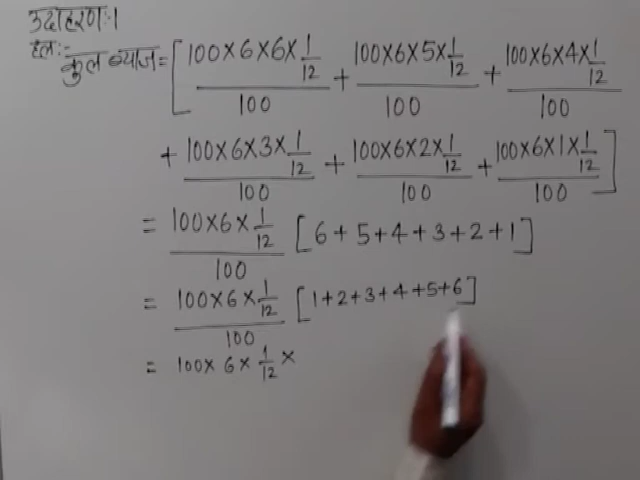 उदाहरण:1
हल:-
कुल ब्याज = [ (100×6×6×1/12)/100 + (100×6×5×1/12)/100 + (100×6×4×1/12)/100
+ (100×6×3×1/12)/100 + (100×6×2×1/12)/100 + (100×6×1×1/12)/100 ]
= (100×6×1/12)/100 [6+5+4+3+2+1]
= (100×6×1/12)/100 [1+2+3+4+5+6]
= 100×6×1/12×